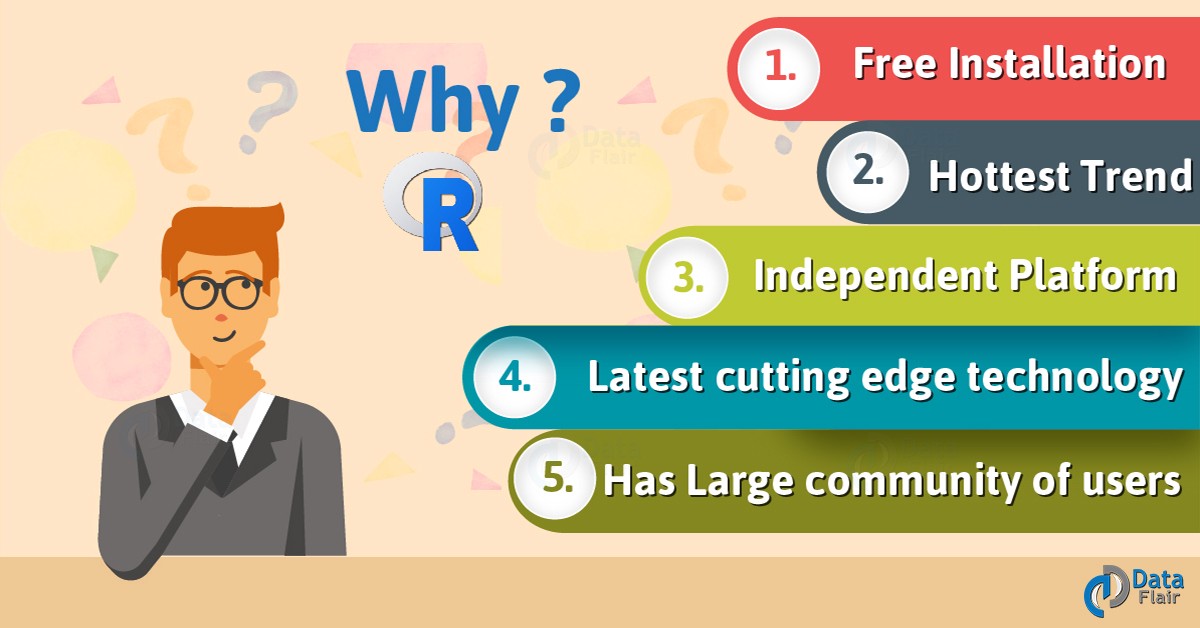 Why ?
R
1. Free Installation
2. Hottest Trend
3. Independent Platform
4. Latest cutting edge technology
5. Has Large community of users
Data
Flair
Data
Flair